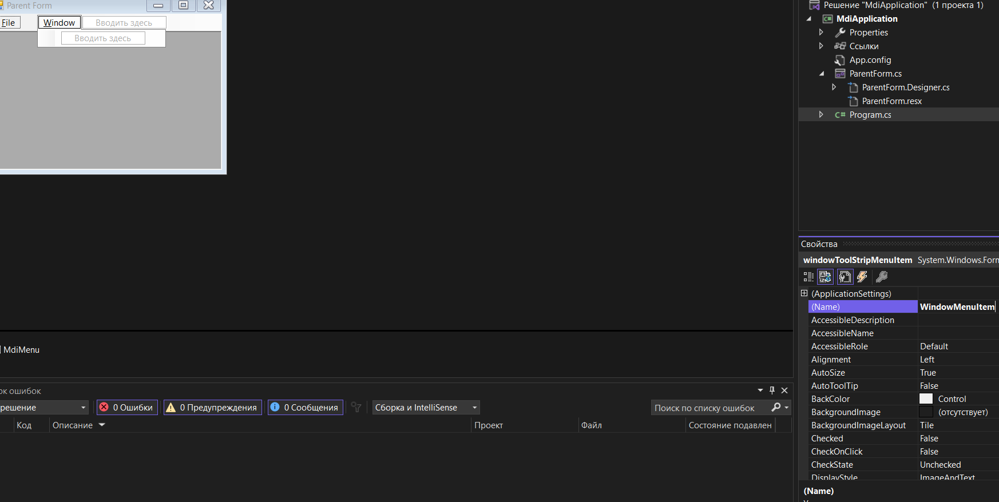 Parent Form
File
Window
Вводить здесь
Вводить здесь
Решение "MdiApplication" (1 проекта 1)
MdiApplication
Properties
Ссылки
App.config
ParentForm.cs
ParentForm.Designer.cs
ParentForm.resx
C# Program.cs
Свойства
windowToolStripMenuItem System.Windows.Forn
(ApplicationSettings)
(Name) WindowMenuItem
AccessibleDescription
AccessibleName
AccessibleRole Default
Alignment Left
AutoSize True
AutoToolTip False
BackColor Control
BackgroundImage (отсутствует)
BackgroundImageLayout Tile
Checked False
CheckOnClick False
CheckState Unchecked
DisplayStyle ImageAndText
(Name)
MdiMenu
ок ошибок
решение
0 Ошибки
0 Предупреждения
0 Сообщения
Сборка и IntelliSense
Поиск по списку ошибок
Код Описание Проект Файл Состояние подавлен